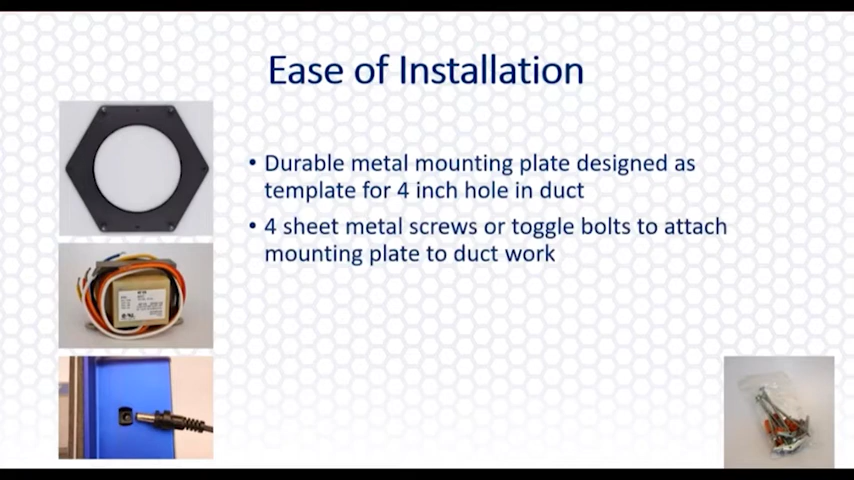 Ease of Installation
• Durable metal mounting plate designed as
template for 4 inch hole in duct
• 4 sheet metal screws or toggle bolts to attach
mounting plate to duct work